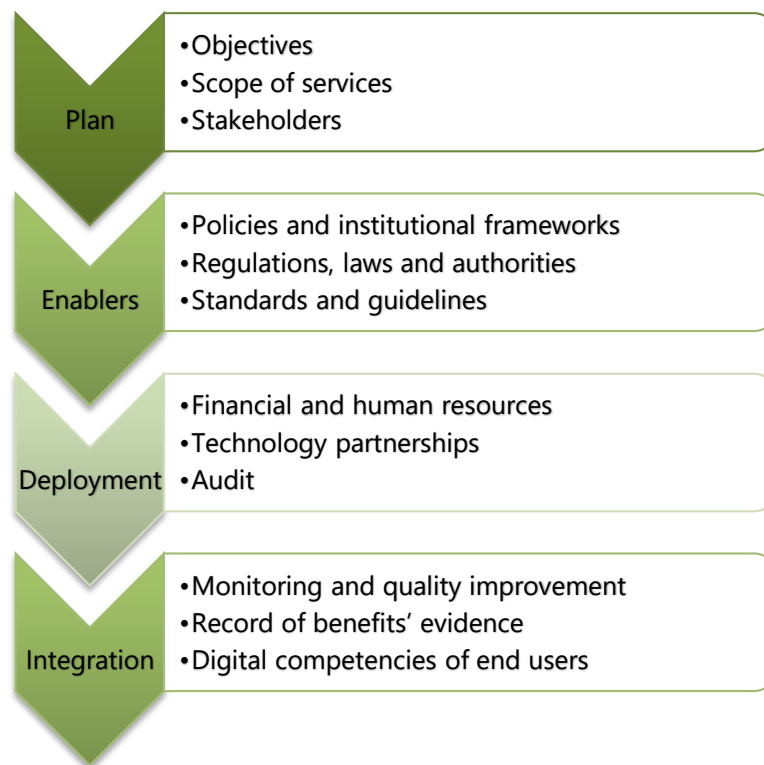 Plan
•Objectives
•Scope of services
•Stakeholders
Enablers
•Policies and institutional frameworks
•Regulations, laws and authorities
•Standards and guidelines
Deployment
•Financial and human resources
•Technology partnerships
•Audit
Integration
•Monitoring and quality improvement
•Record of benefits’ evidence
•Digital competencies of end users